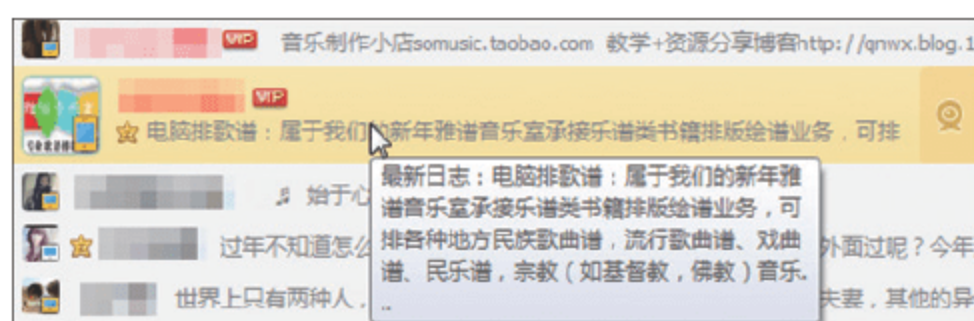 VIP 音乐制作小店somusic.taobao.com 教学+资源分享博客http://qnwx.blog.1
VIP
电脑排歌谱：属于我们的新年雅谱音乐室承接乐谱类书籍排版绘谱业务，可排
最新日志：电脑排歌谱：属于我们的新年雅
谱音乐室承接乐谱类书籍排版绘谱业务，可
排各种地方民族歌曲谱，流行歌曲谱、戏曲
谱、民乐谱，宗教（如基督教，佛教）音乐.
..
始于心
过年不知道怎么 外面过呢？今年
世界上只有两种人， 夫妻，其他的异